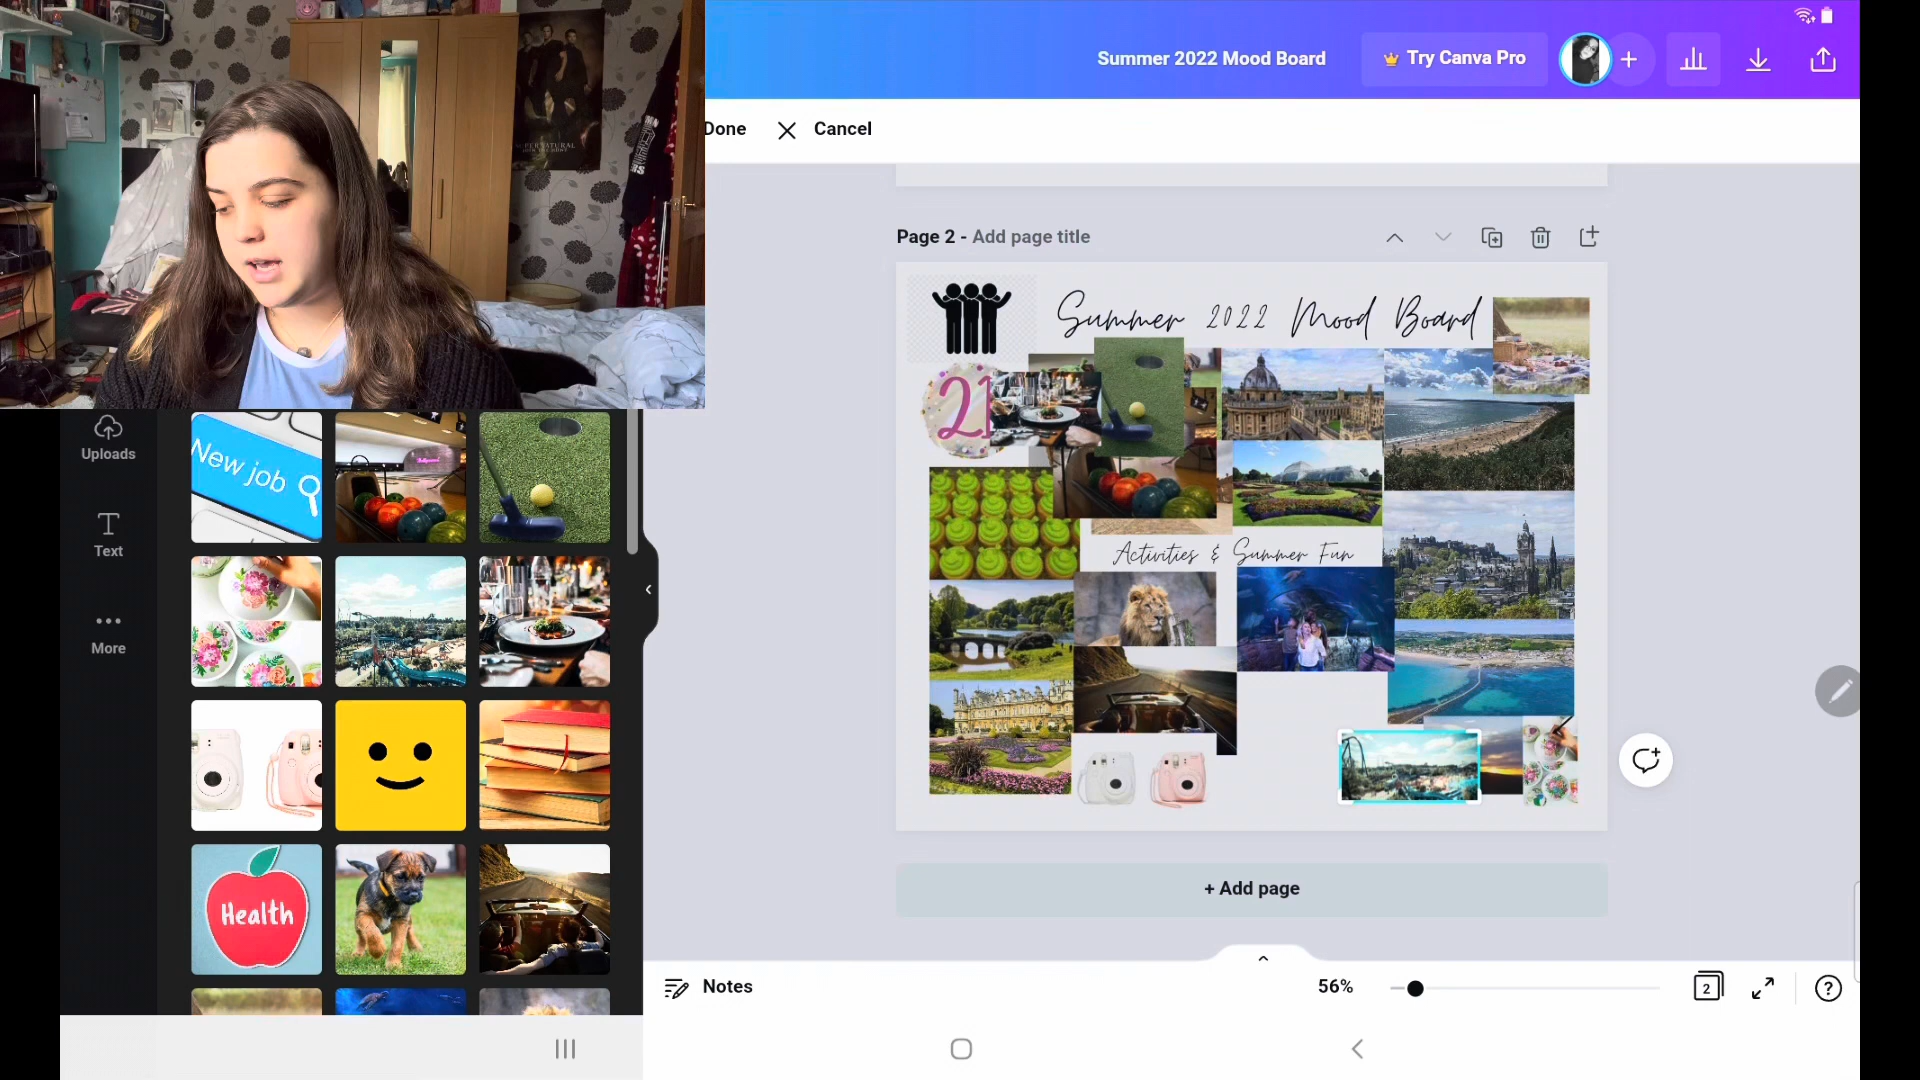 SUPERNATURAL
Summer 2022 Mood Board
Try Canva Pro
Done
Cancel
Page 2 - Add page title
Summer 2022 Mood Board
21
Activities & Summer Fun
Uploads
Text
More
New job
Health
+ Add page
Notes
56%
2
?